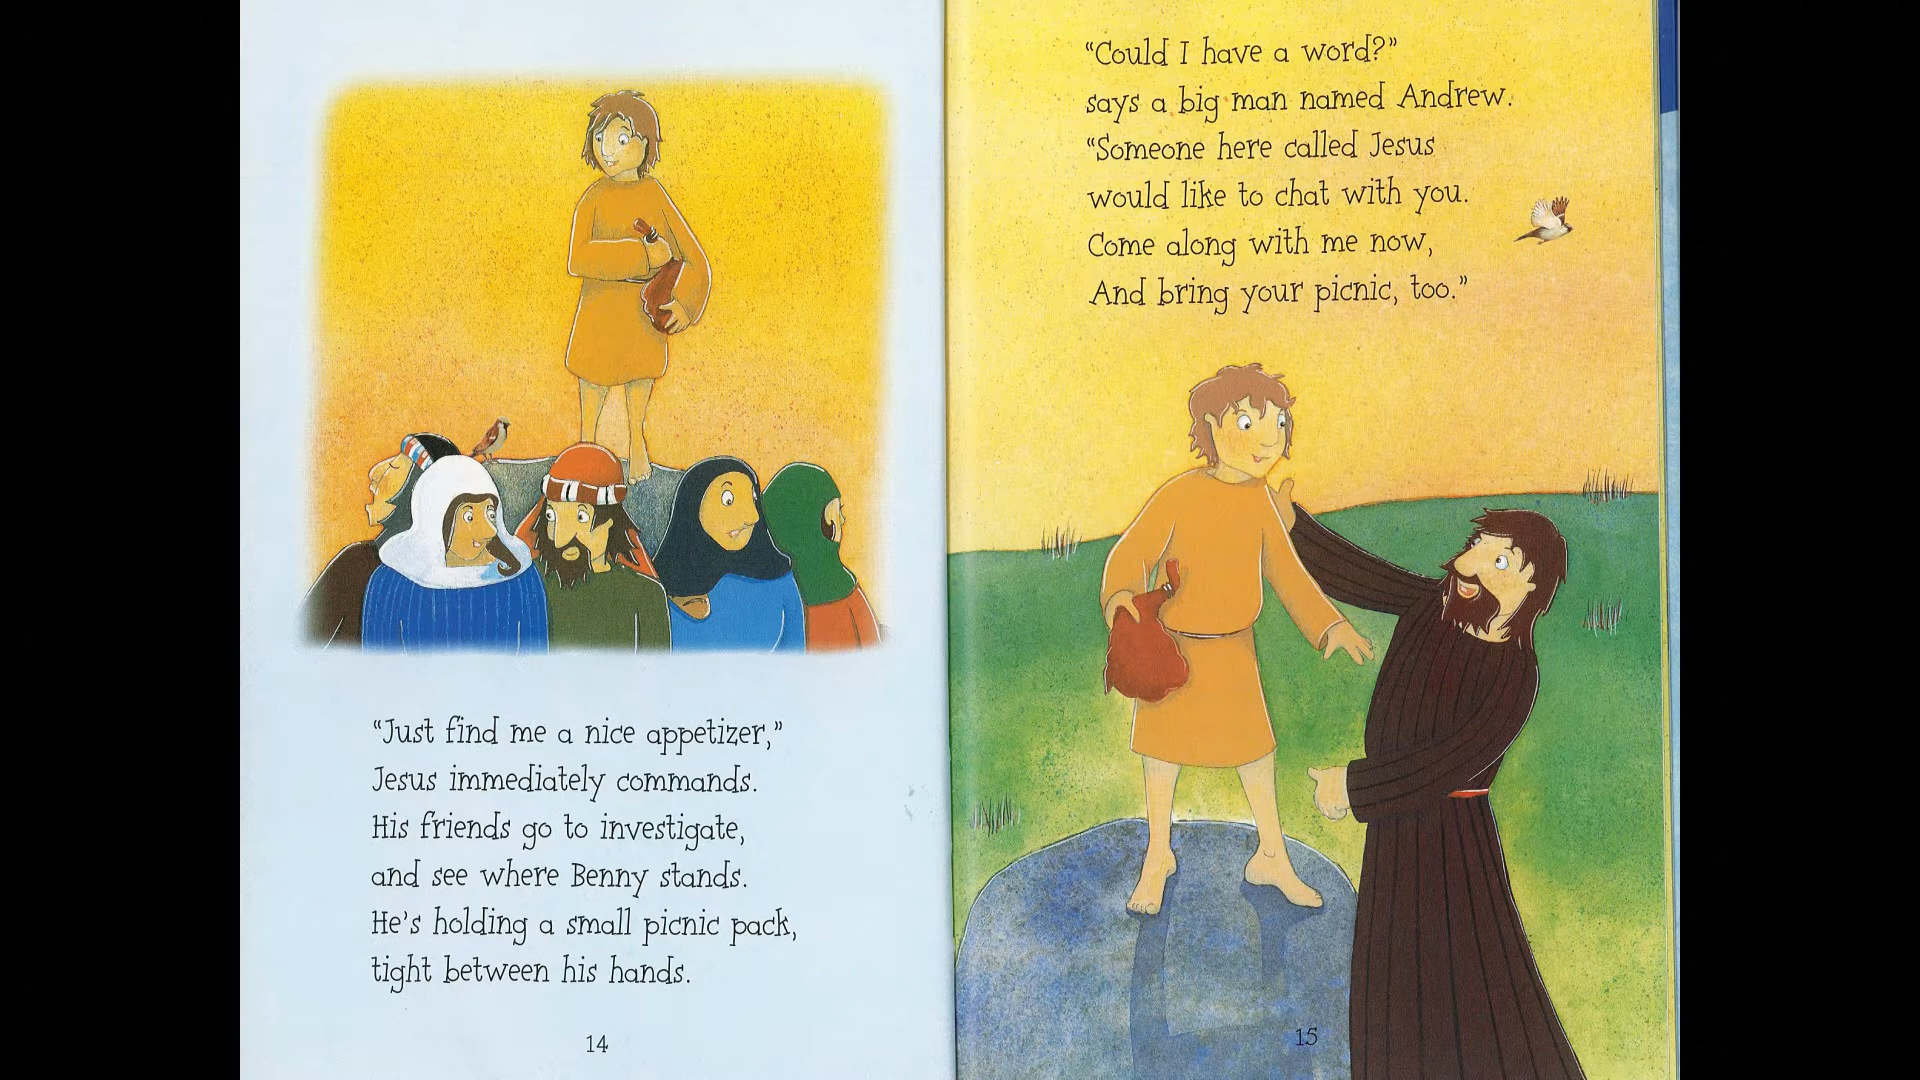 “Just find me a nice appetizer,”
Jesus immediately commands.
His friends go to investigate,
and see where Benny stands.
He’s holding a small picnic pack,
tight between his hands.
14
“Could I have a word?”
says a big man named Andrew.
“Someone here called Jesus
would like to chat with you.
Come along with me now,
And bring your picnic, too.”
15